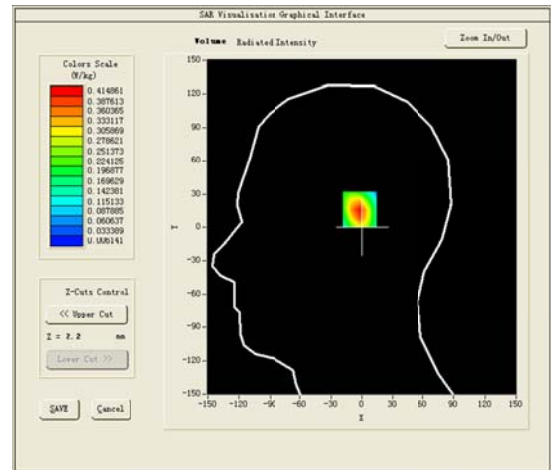 SAR Visualisation Graphical Interface
Volume Radiated Intensity
Zoom In/Out
Colors Scale
(W/kg)
0.414861
0.387613
0.360365
0.333117
0.305869
0.278621
0.251373
0.224125
0.196877
0.169629
0.142381
0.115133
0.087885
0.060637
0.033389
0.006141
150
120
90
60
30
0
-30
-60
-90
-120
-150
Y
-150 -120 -90 -60 -30 0 30 60 90 120 150
X
Z-Cuts Control
<< Upper Cut
Z = 2.2 mm
Lower Cut >>
SAVE
Cancel